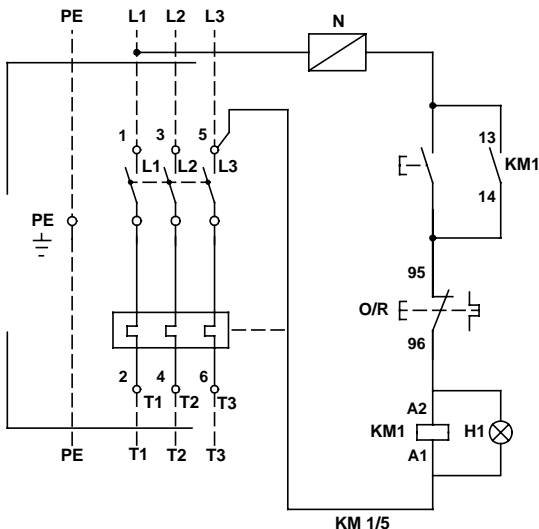 PE L1 L2 L3
N
1 3 5
13
L1 L2 L3
KM1
14
PE
95
O/R
96
2 4 6
T1 T2 T3
A2
KM1 H1
A1
PE T1 T2 T3
KM 1/5